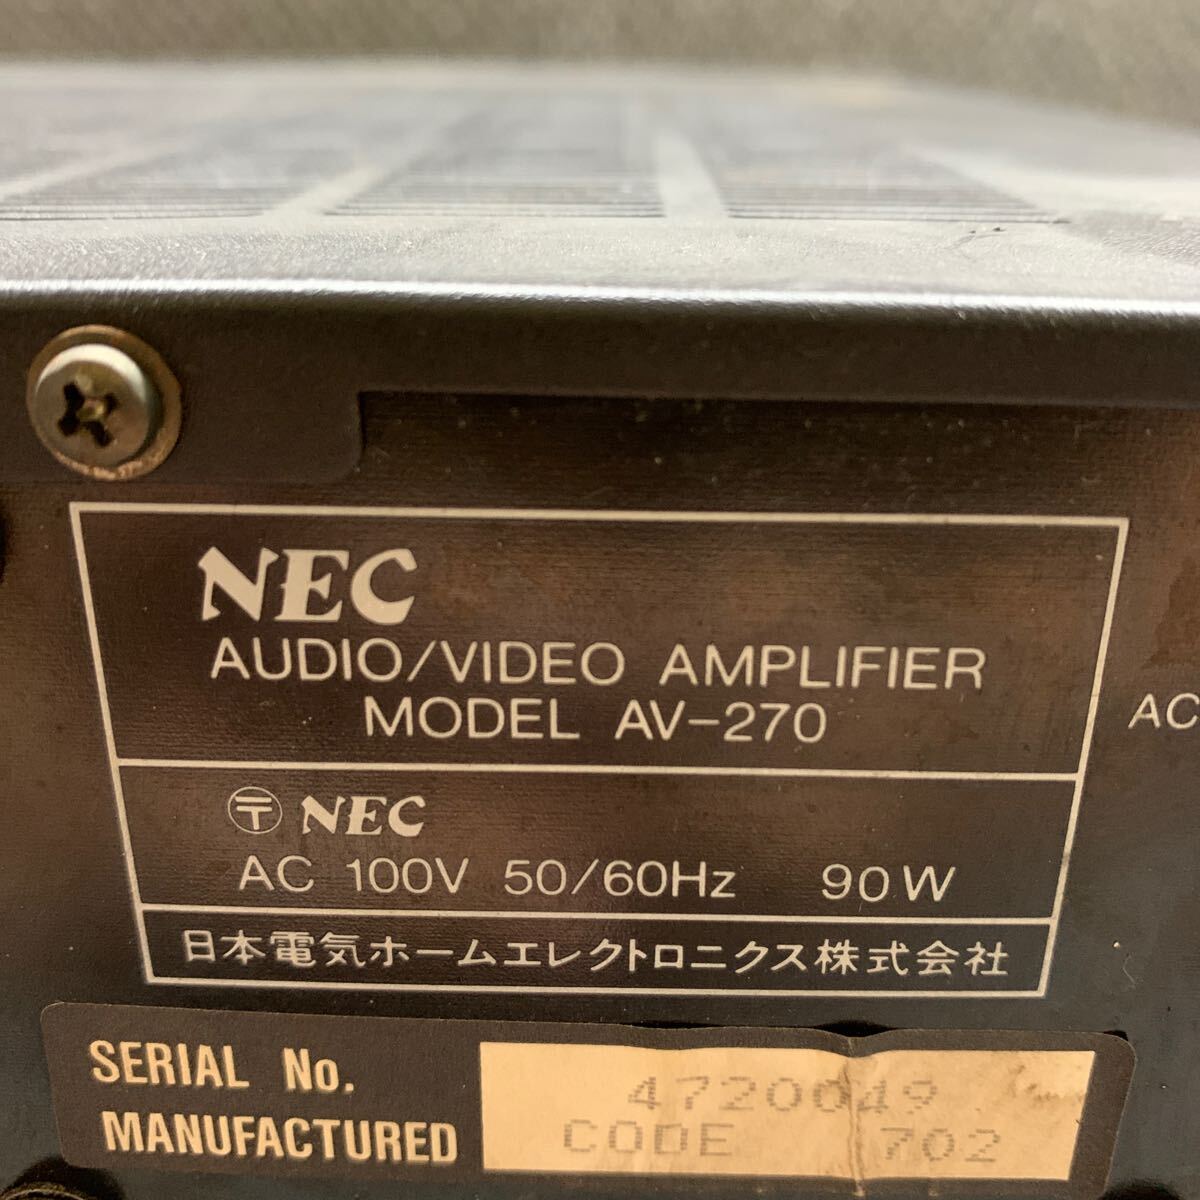 NEC
AUDIO/VIDEO AMPLIFIER
MODEL AV-270
〒 NEC
AC 100V 50/60Hz 90W
日本電気ホームエレクトロニクス株式会社
AC
SERIAL No. 4720049
MANUFACTURED CODE 702